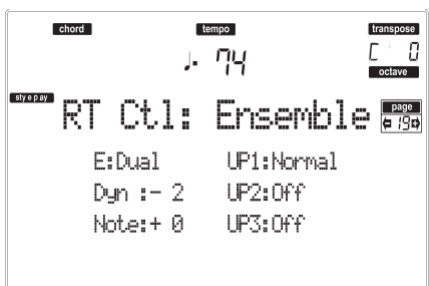 chord tempo transpose
♩. 74 C 0
octave
RT Ctl: Ensemble page
19
E:Dual UP1:Normal
Dyn :- 2 UP2:Off
Note:+ 0 UP3:Off